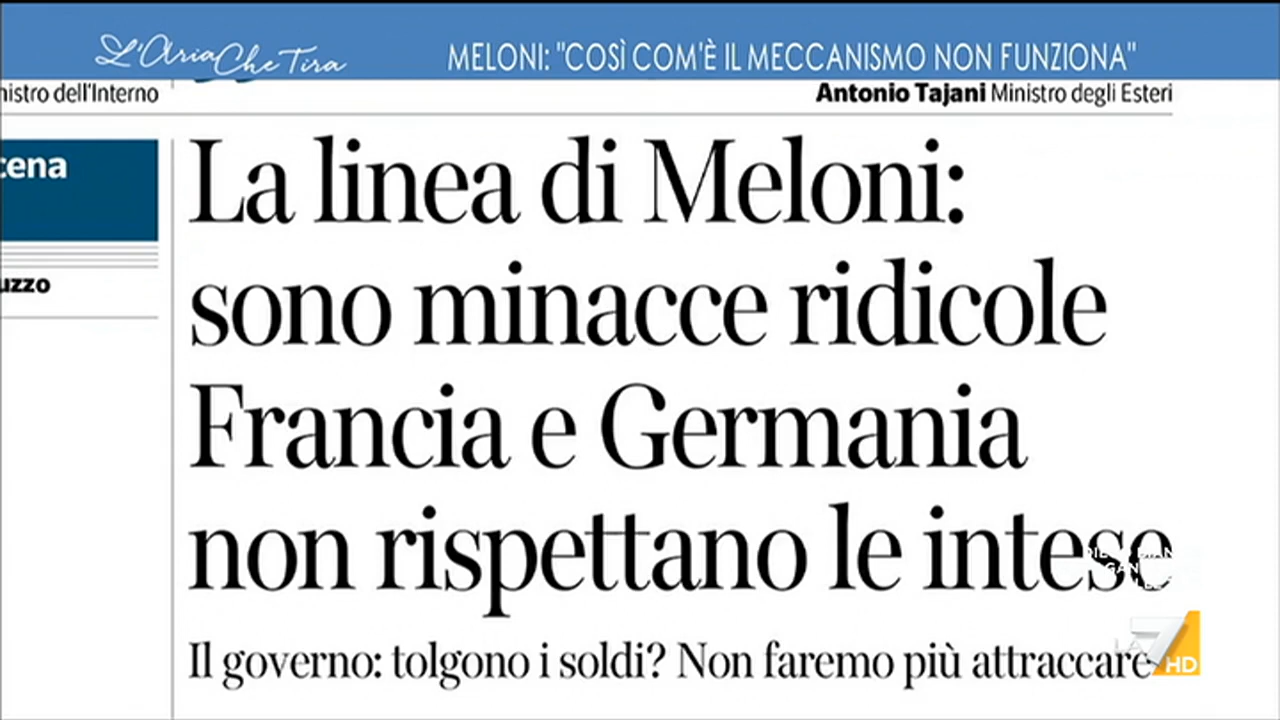 L'Aria Che Tira
MELONI: "COSÌ COM'È IL MECCANISMO NON FUNZIONA"
nistro dell'Interno
Antonio Tajani Ministro degli Esteri
cena
uzzo
La linea di Meloni:
sono minacce ridicole
Francia e Germania
non rispettano le intese
Il governo: tolgono i soldi? Non faremo più attraccare
LA7 HD